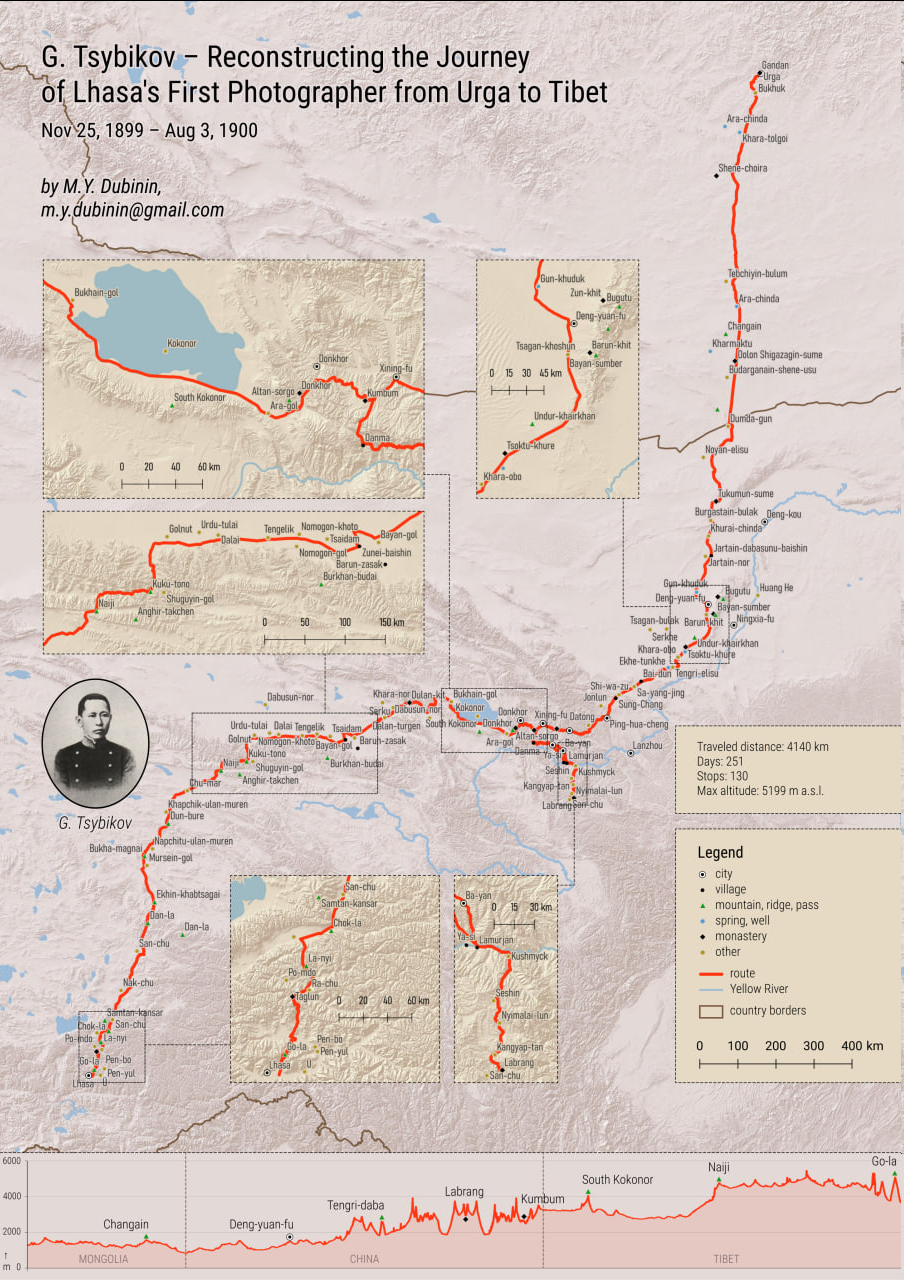 G. Tsybikov – Reconstructing the Journey
of Lhasa's First Photographer from Urga to Tibet
Nov 25, 1899 – Aug 3, 1900
by M.Y. Dubinin,
m.y.dubinin@gmail.com
Gandan
Urga
Bukhuk
Ara-chinda
Khara-tolgoi
Shene-choira
Tebchiyin-bulum
Ara-chinda
Changain
Kharmaktu
Dolon Shigazagin-sume
Budarganain-shene-usu
Dumda-gun
Noyan-elisu
Tukumun-sume
Burgastain-bulak
Deng-kou
Khurai-chinda
Jartain-dabasunu-baishin
Jartain-nor
Gun-khuduk
Bugutu
Huang He
Deng-yuan-fu
Bayan-sumber
Tsagan-bulak
Barun-khit
Ningxia-fu
Serkhe
Undur-khairkhan
Khara-obo
Tsoktu-khure
Ekhe-tunkhe
Tengri-elisu
Bai-dun
Shi-wa-zu
Sa-yang-jing
Jonlun
Sung-Chang
Ping-hua-cheng
Lanzhou
Bukhain-gol
Kokonor
Donkhor
South Kokonor
Altan-sorgo
Donkhor
Ara-gol
Xining-fu
Kumbum
Danma
0 20 40 60 km
Gun-khuduk
Zun-khit
Bugutu
Deng-yuan-fu
Tsagan-khoshun
Barun-khit
Bayan-sumber
0 15 30 45 km
Undur-khairkhan
Tsoktu-khure
Khara-obo
Golnut
Urdu-tulai
Dalai
Tengelik
Nomogon-khoto
Tsaidam
Bayan-gol
Nomogon-gol
Zunei-baishin
Barun-zasak
Burkhan-budai
Kuku-tono
Shuguyin-gol
Naiji
Anghir-takchen
0 50 100 150 km
Dabusun-nor
Khara-nor
Dulan-kit
Bukhain-gol
Serku
Dabusun-nor
Kokonor
Dalan-turgen
South Kokonor
Donkhor
Donkhor
Xining-fu
Datong
Altan-sorgo
Ara-gol
Danma
Ba-yan
Ya-si
Lamurjan
Seshin
Kushmyck
Kangyap-tan
Nyimalai-lun
Labrang
San-chu
Urdu-tulai
Dalai
Tengelik
Tsaidam
Golnut
Nomogon-khoto
Bayan-gol
Barun-zasak
Kuku-tono
Burkhan-budai
Naiji
Shuguyin-gol
Anghir-takchen
Chu-mar
Khapchik-ulan-muren
Dun-bure
Napchitu-ulan-muren
Bukha-magnai
Mursein-gol
Ekhin-khabtsagai
Dan-la
Dan-la
San-chu
Nak-chu
Samtan-kansar
Chok-la
San-chu
Po-mdo
La-nyi
Go-la
Pen-bo
Pen-yul
Lhasa
U
G. Tsybikov
San-chu
Samtan-kansar
Chok-la
La-nyi
Po-mdo
Ra-chu
Taglun
0 20 40 60 km
Go-la
Pen-bo
Pen-yul
Lhasa
U
Ba-yan
0 15 30 km
Ya-si
Lamurjan
Kushmyck
Seshin
Nyimalai-lun
Kangyap-tan
Labrang
San-chu
Traveled distance: 4140 km
Days: 251
Stops: 130
Max altitude: 5199 m a.s.l.
Legend
city
village
mountain, ridge, pass
spring, well
monastery
other
route
Yellow River
country borders
0 100 200 300 400 km
6000
4000
2000
↑
m 0
Changain
Deng-yuan-fu
Tengri-daba
Labrang
Kumbum
South Kokonor
Naiji
Go-la
MONGOLIA
CHINA
TIBET